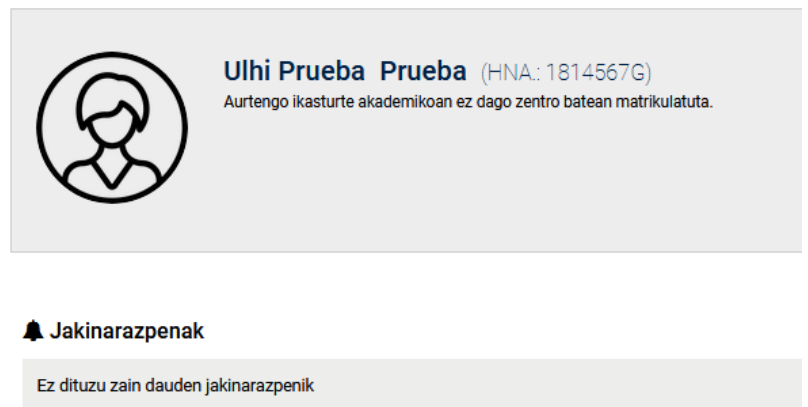 Ulhi Prueba Prueba (HNA.: 1814567G)
Aurtengo ikasturte akademikoan ez dago zentro batean matrikulatuta.
Jakinarazpenak
Ez dituzu zain dauden jakinarazpenik